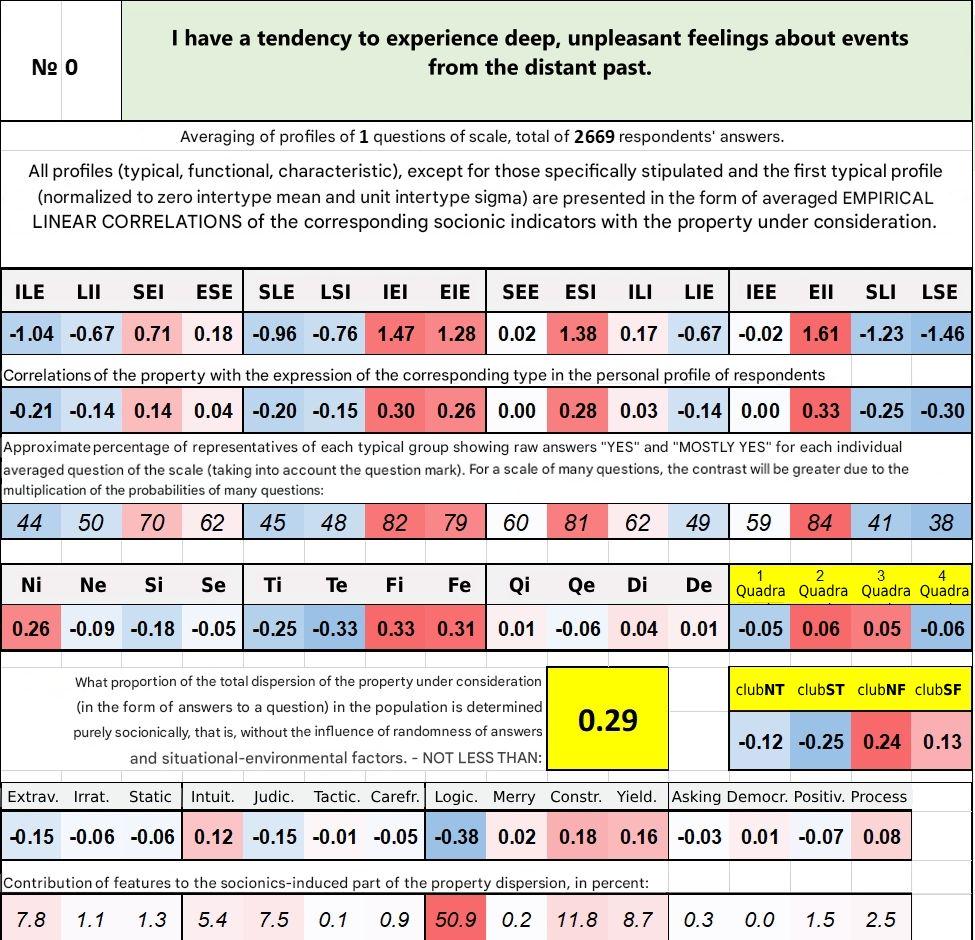 № 0
I have a tendency to experience deep, unpleasant feelings about events
from the distant past.
Averaging of profiles of 1 questions of scale, total of 2669 respondents' answers.
All profiles (typical, functional, characteristic), except for those specifically stipulated and the first typical profile
(normalized to zero intertype mean and unit intertype sigma) are presented in the form of averaged EMPIRICAL
LINEAR CORRELATIONS of the corresponding socionic indicators with the property under consideration.
ILE LII SEI ESE SLE LSI IEI EIE SEE ESI ILI LIE IEE EII SLI LSE
-1.04 -0.67 0.71 0.18 -0.96 -0.76 1.47 1.28 0.02 1.38 0.17 -0.67 -0.02 1.61 -1.23 -1.46
Correlations of the property with the expression of the corresponding type in the personal profile of respondents
-0.21 -0.14 0.14 0.04 -0.20 -0.15 0.30 0.26 0.00 0.28 0.03 -0.14 0.00 0.33 -0.25 -0.30
Approximate percentage of representatives of each typical group showing raw answers "YES" and "MOSTLY YES" for each individual
averaged question of the scale (taking into account the question mark). For a scale of many questions, the contrast will be greater due to the
multiplication of the probabilities of many questions:
44 50 70 62 45 48 82 79 60 81 62 49 59 84 41 38
Ni Ne Si Se Ti Te Fi Fe Qi Qe Di De 1 Quadra 2 Quadra 3 Quadra 4 Quadra
0.26 -0.09 -0.18 -0.05 -0.25 -0.33 0.33 0.31 0.01 -0.06 0.04 0.01 -0.05 0.06 0.05 -0.06
What proportion of the total dispersion of the property under consideration
(in the form of answers to a question) in the population is determined
purely socionically, that is, without the influence of randomness of answers
and situational-environmental factors. - NOT LESS THAN:
0.29
clubNT clubST clubNF clubSF
-0.12 -0.25 0.24 0.13
Extrav. Irrat. Static Intuit. Judic. Tactic. Carefr. Logic. Merry Constr. Yield. Asking Democr. Positiv. Process
-0.15 -0.06 -0.06 0.12 -0.15 -0.01 -0.05 -0.38 0.02 0.18 0.16 -0.03 0.01 -0.07 0.08
Contribution of features to the socionics-induced part of the property dispersion, in percent:
7.8 1.1 1.3 5.4 7.5 0.1 0.9 50.9 0.2 11.8 8.7 0.3 0.0 1.5 2.5